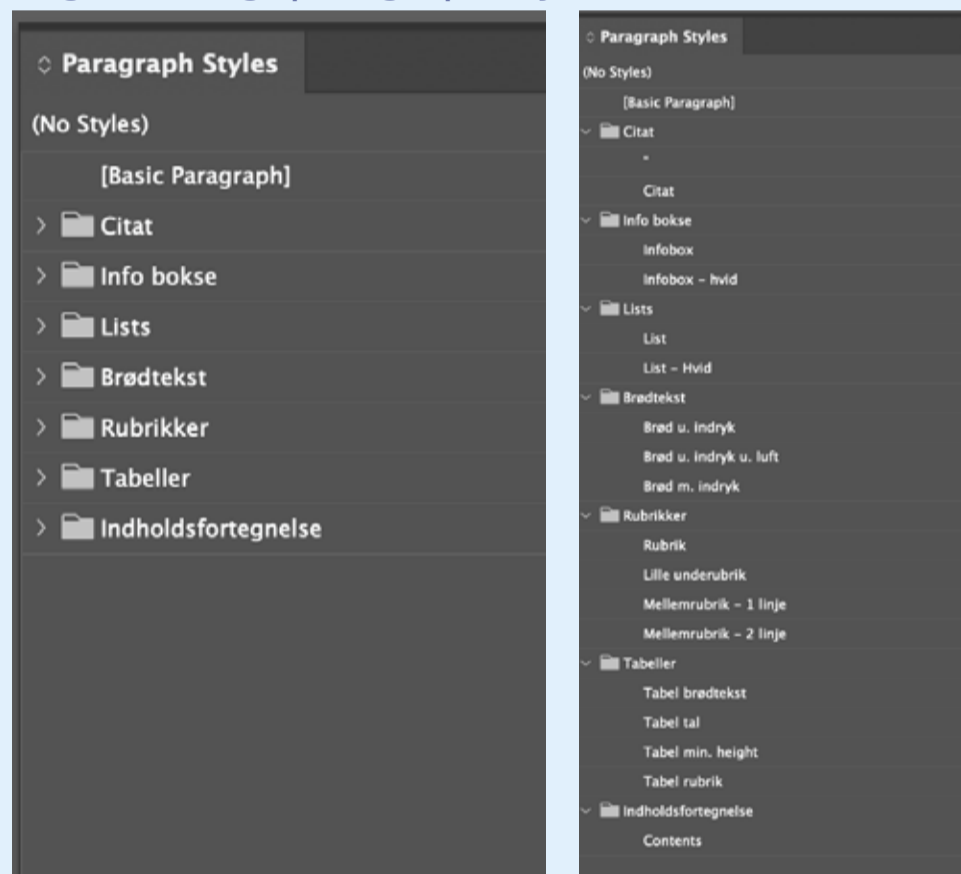 Paragraph Styles
(No Styles)
[Basic Paragraph]
Citat
Info bokse
Lists
Brødtekst
Rubrikker
Tabeller
Indholdsfortegnelse
Paragraph Styles
(No Styles)
[Basic Paragraph]
Citat
"
Citat
Info bokse
Infobox
Infobox – hvid
Lists
List
List – Hvid
Brødtekst
Brød u. indryk
Brød u. indryk u. luft
Brød m. indryk
Rubrikker
Rubrik
Lille underubrik
Mellemrubrik – 1 linje
Mellemrubrik – 2 linje
Tabeller
Tabel brødtekst
Tabel tal
Tabel min. height
Tabel rubrik
Indholdsfortegnelse
Contents